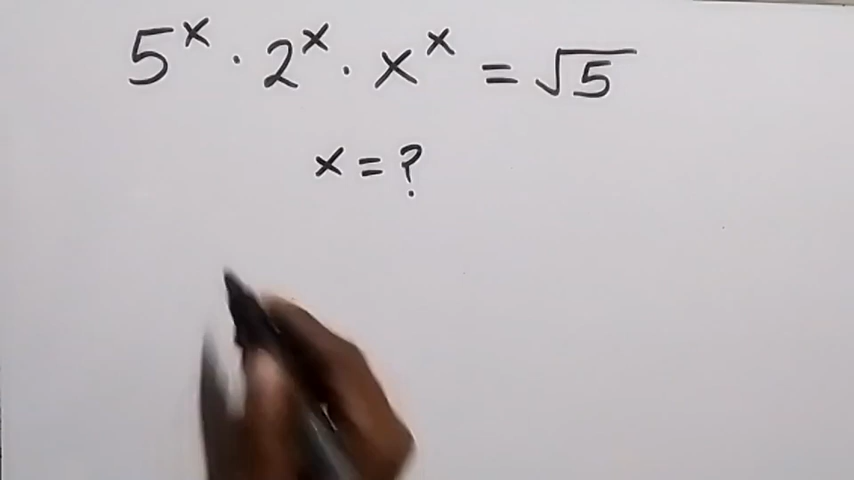 5^x · 2^x · x^x = √5
x = ?